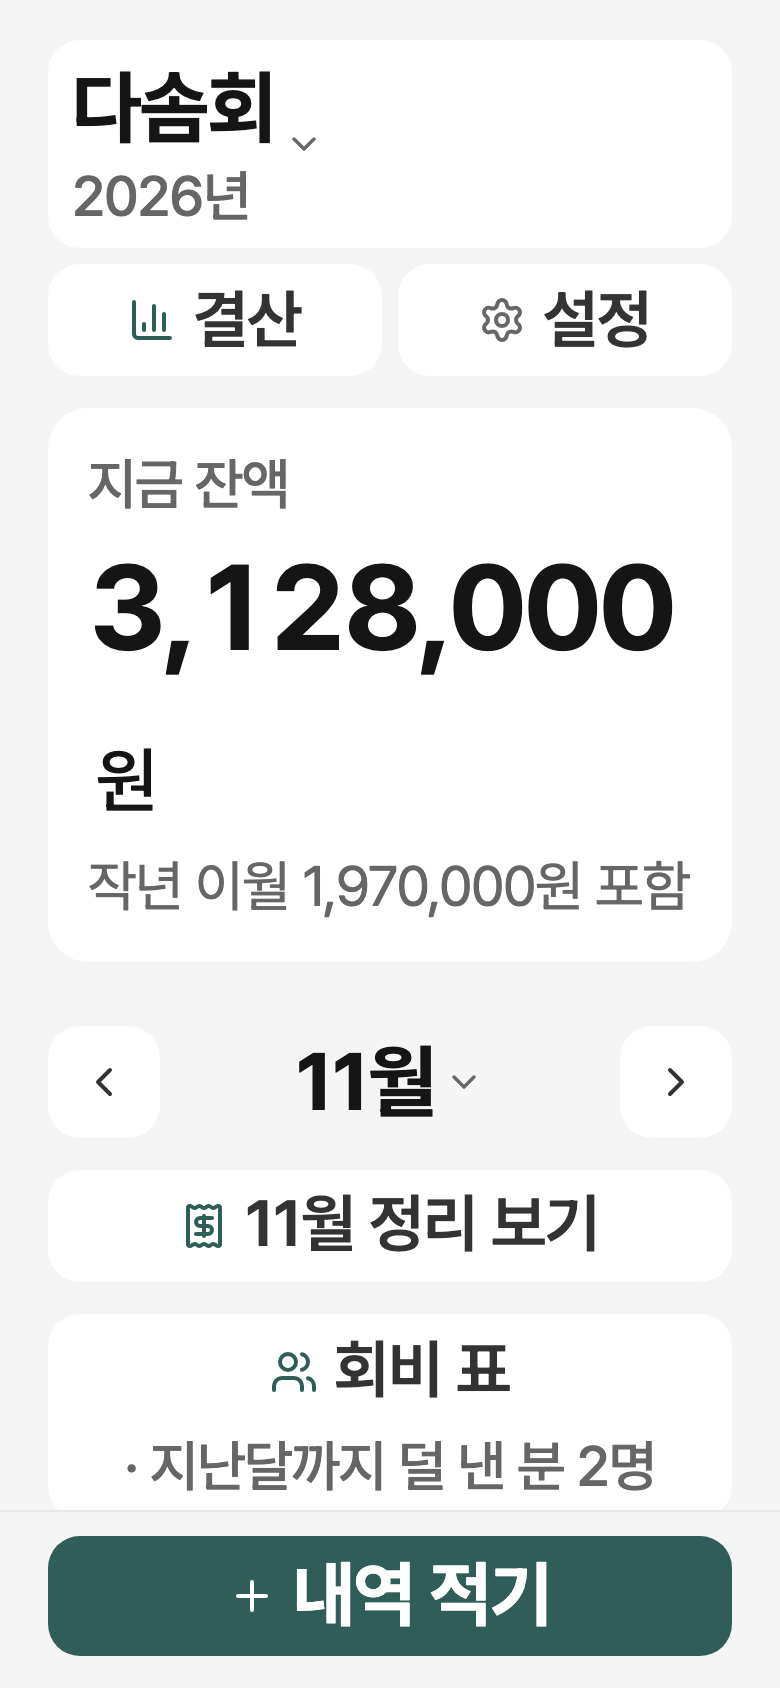 다솜회
2026년
결산
설정
지금 잔액
3,128,000
원
작년 이월 1,970,000원 포함
11월
11월 정리 보기
회비 표
· 지난달까지 덜 낸 분 2명
+ 내역 적기